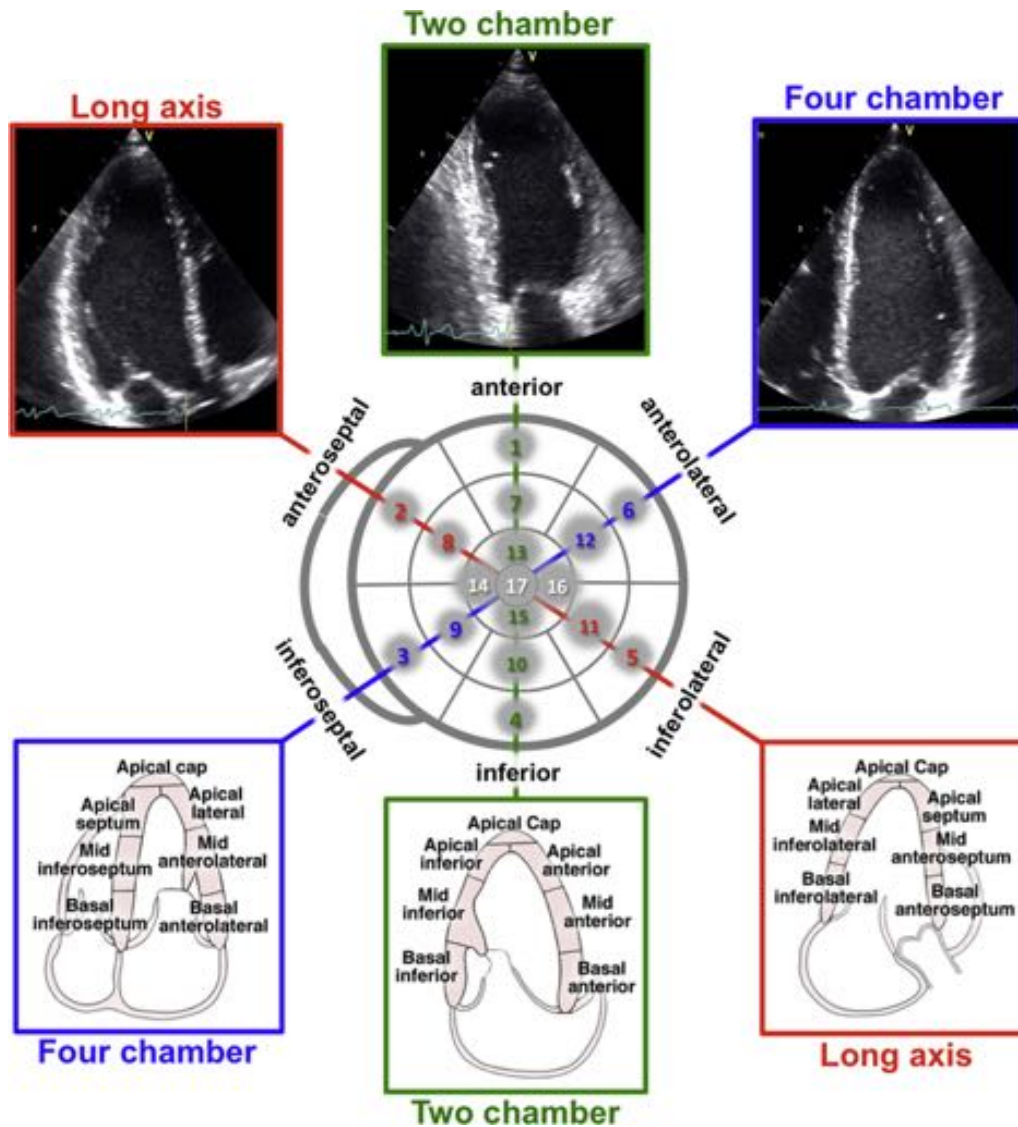 Two chamber
Long axis
Four chamber
V
V
V
anterior
anteroseptal
anterolateral
1
2
6
7
8
12
13
14 17 16
15
9
11
3
10
5
4
inferoseptal
inferolateral
inferior
Apical cap
Apical
septum
Apical
lateral
Mid
inferoseptum
Mid
anterolateral
Basal
inferoseptum
Basal
anterolateral
Four chamber
Apical Cap
Apical
inferior
Apical
anterior
Mid
inferior
Mid
anterior
Basal
inferior
Basal
anterior
Two chamber
Apical Cap
Apical
lateral
Apical
septum
Mid
inferolateral
Mid
anteroseptum
Basal
inferolateral
Basal
anteroseptum
Long axis